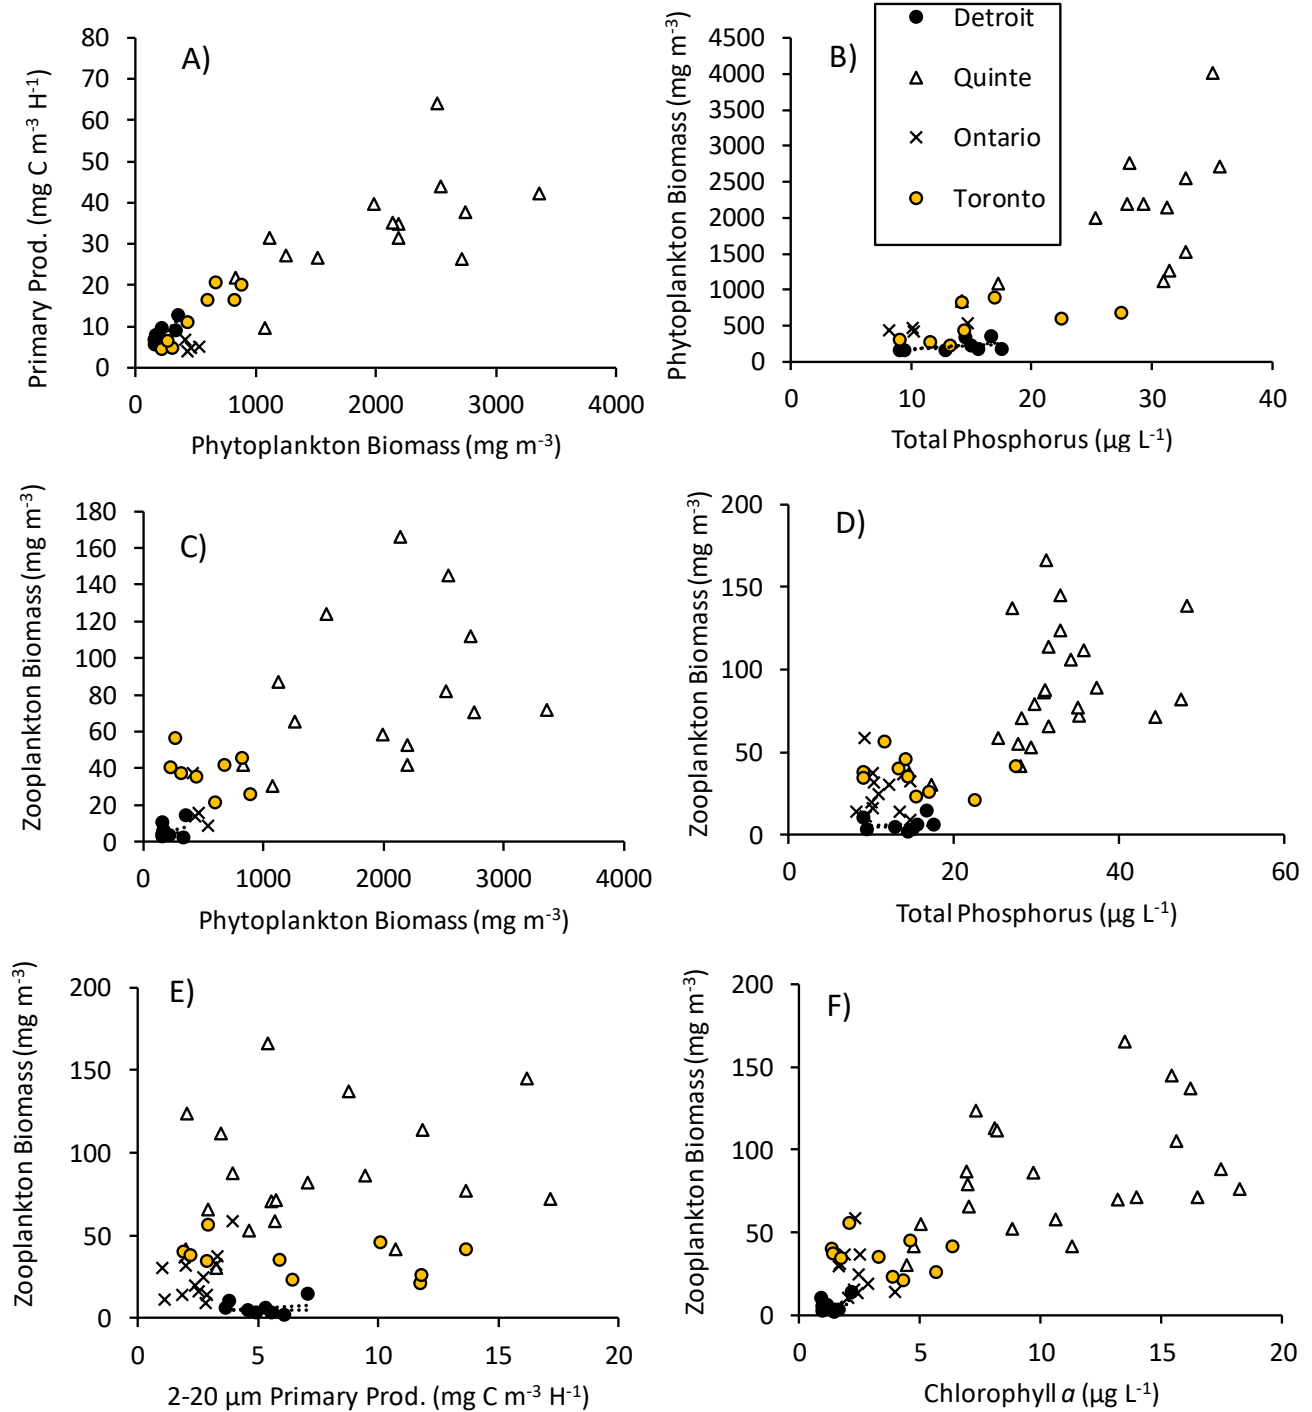 A)
80
70
60
50
40
30
20
10
0
Primary Prod. (mg C m-3 H-1)
0 1000 2000 3000 4000
Phytoplankton Biomass (mg m-3)
B)
Detroit
Quinte
Ontario
Toronto
4500
4000
3500
3000
2500
2000
1500
1000
500
0
Phytoplankton Biomass (mg m-3)
0 10 20 30 40
Total Phosphorus (µg L-1)
C)
180
160
140
120
100
80
60
40
20
0
Zooplankton Biomass (mg m-3)
0 1000 2000 3000 4000
Phytoplankton Biomass (mg m-3)
D)
200
150
100
50
0
Zooplankton Biomass (mg m-3)
0 20 40 60
Total Phosphorus (µg L-1)
E)
200
150
100
50
0
Zooplankton Biomass (mg m-3)
0 5 10 15 20
2-20 µm Primary Prod. (mg C m-3 H-1)
F)
200
150
100
50
0
Zooplankton Biomass (mg m-3)
0 5 10 15 20
Chlorophyll a (µg L-1)